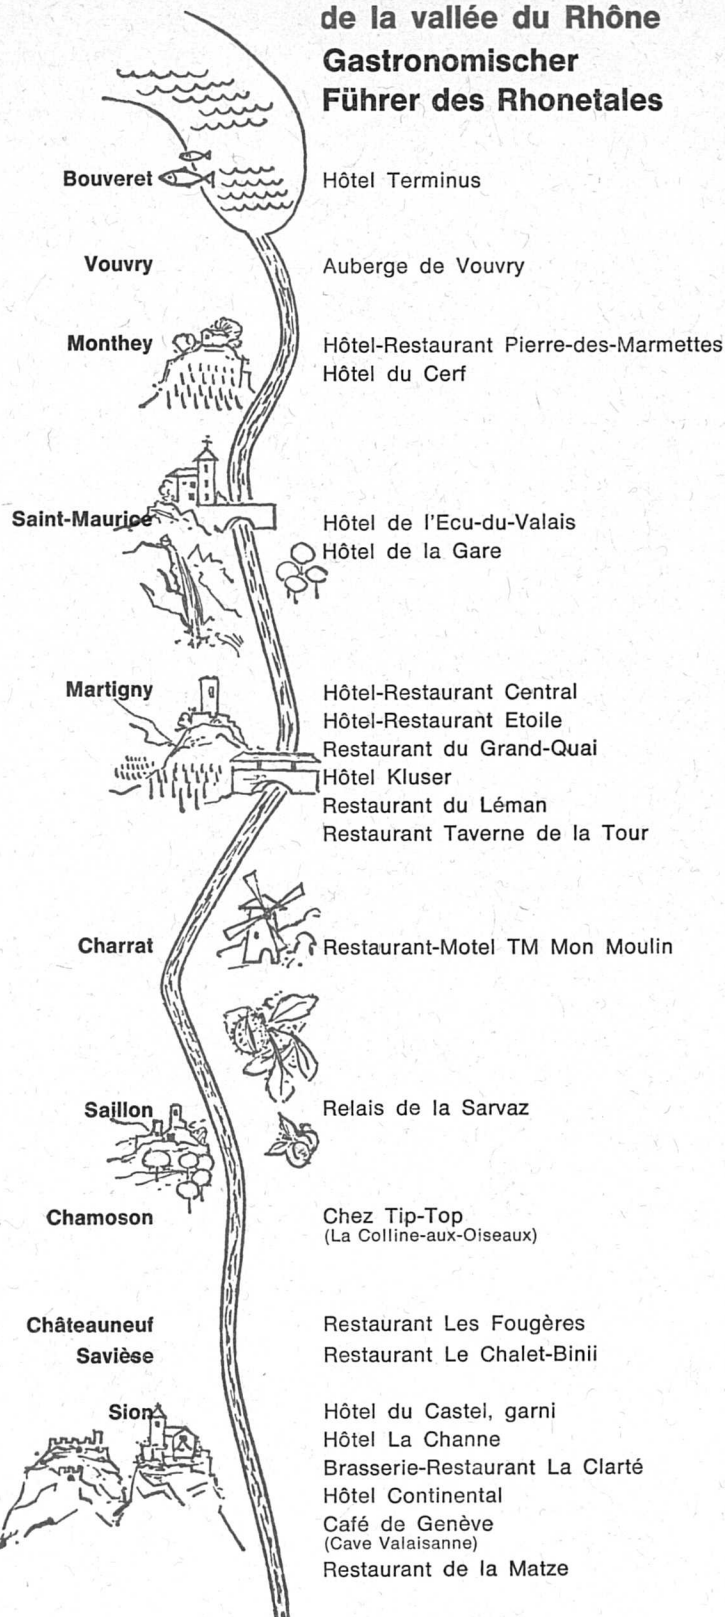 de la vallée du Rhône
Gastronomischer
Führer des Rhonetales
Bouveret Hôtel Terminus
Vouvry Auberge de Vouvry
Monthey Hôtel-Restaurant Pierre-des-Marmettes
Hôtel du Cerf
Saint-Maurice Hôtel de l'Ecu-du-Valais
Hôtel de la Gare
Martigny Hôtel-Restaurant Central
Hôtel-Restaurant Etoile
Restaurant du Grand-Quai
Hôtel Kluser
Restaurant du Léman
Restaurant Taverne de la Tour
Charrat Restaurant-Motel TM Mon Moulin
Saillon Relais de la Sarvaz
Chamoson Chez Tip-Top
(La Colline-aux-Oiseaux)
Châteauneuf Restaurant Les Fougères
Savièse Restaurant Le Chalet-Binii
Sion Hôtel du Castel, garni
Hôtel La Channe
Brasserie-Restaurant La Clarté
Hôtel Continental
Café de Genève
(Cave Valaisanne)
Restaurant de la Matze